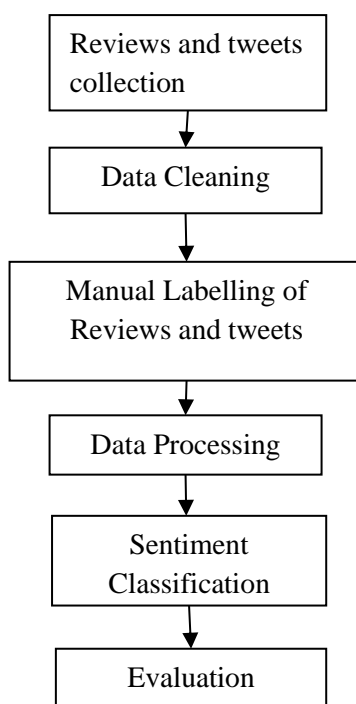 Reviews and tweets
collection
Data Cleaning
Manual Labelling of
Reviews and tweets
Data Processing
Sentiment
Classification
Evaluation